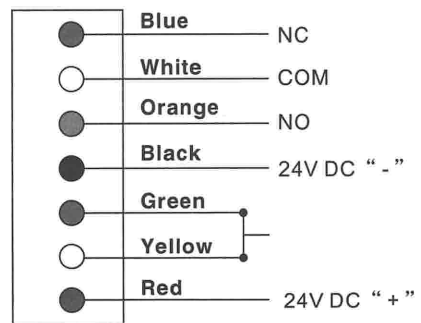 Blue
NC
White
COM
Orange
NO
Black
24V DC “ - ”
Green
Yellow
Red
24V DC “ + ”